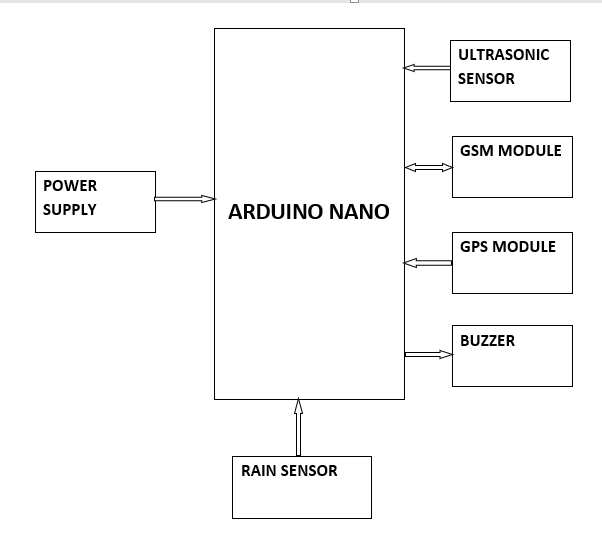 ULTRASONIC
SENSOR
GSM MODULE
POWER
SUPPLY
ARDUINO NANO
GPS MODULE
BUZZER
RAIN SENSOR